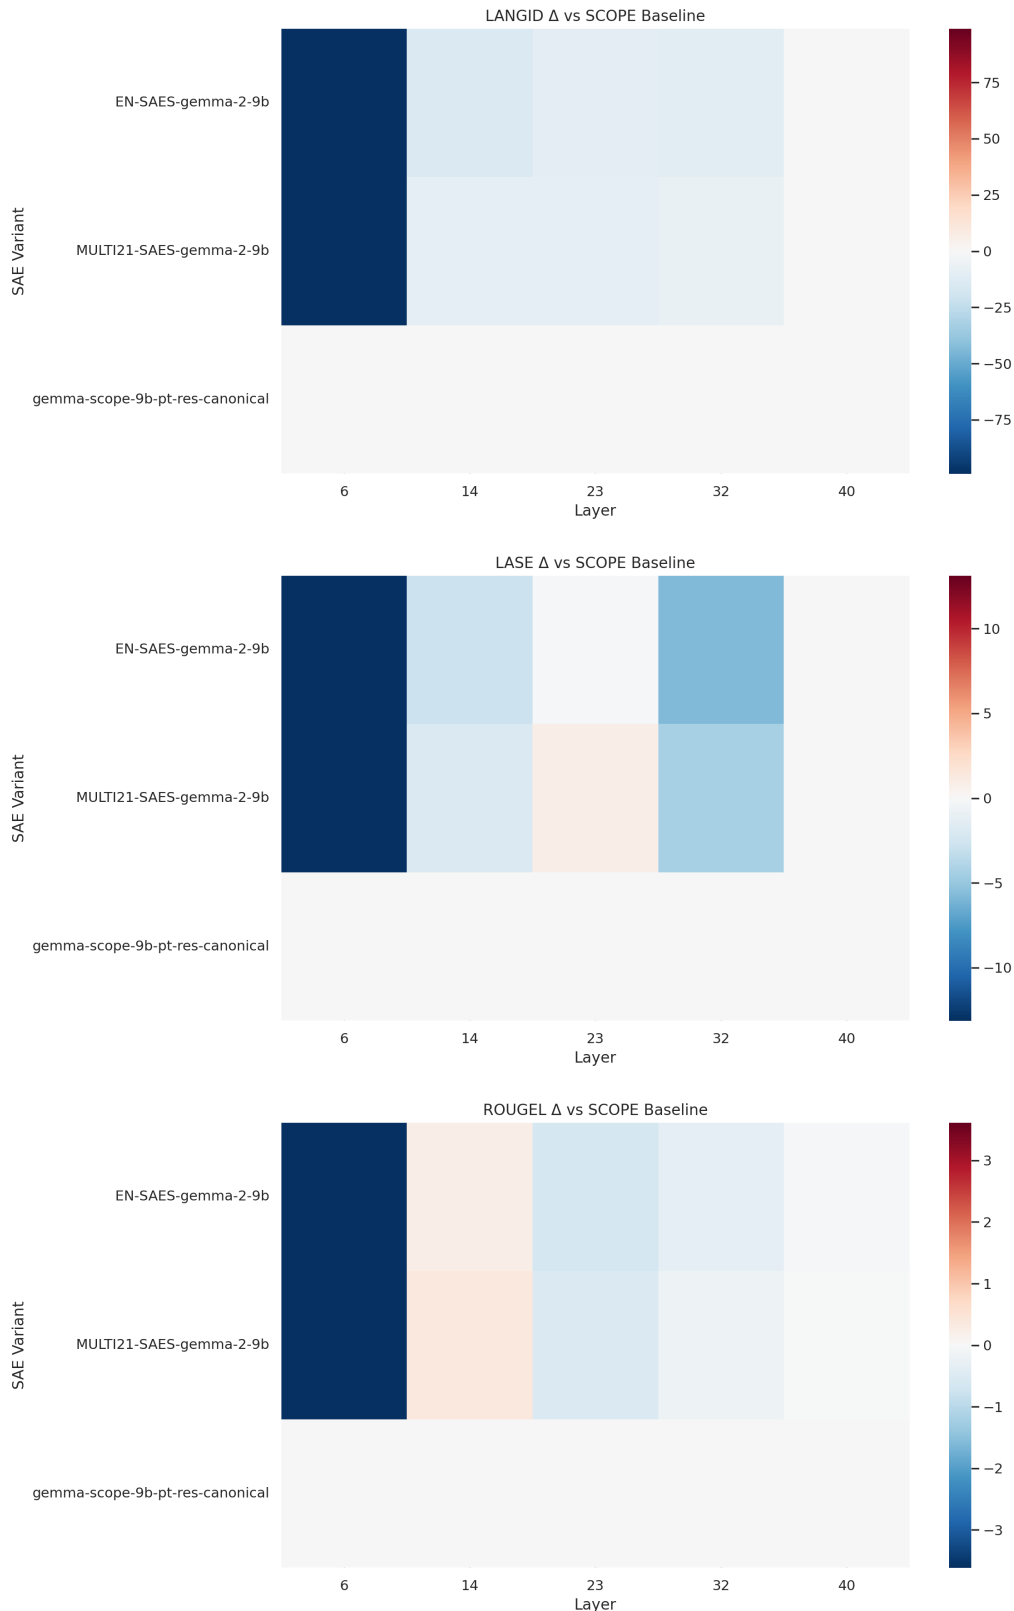 LANGID Δ vs SCOPE Baseline
SAE Variant
EN-SAES-gemma-2-9b
MULTI21-SAES-gemma-2-9b
gemma-scope-9b-pt-res-canonical
6 14 23 32 40
Layer
75
50
25
0
−25
−50
−75
LASE Δ vs SCOPE Baseline
SAE Variant
EN-SAES-gemma-2-9b
MULTI21-SAES-gemma-2-9b
gemma-scope-9b-pt-res-canonical
6 14 23 32 40
Layer
10
5
0
−5
−10
ROUGEL Δ vs SCOPE Baseline
SAE Variant
EN-SAES-gemma-2-9b
MULTI21-SAES-gemma-2-9b
gemma-scope-9b-pt-res-canonical
6 14 23 32 40
Layer
3
2
1
0
−1
−2
−3